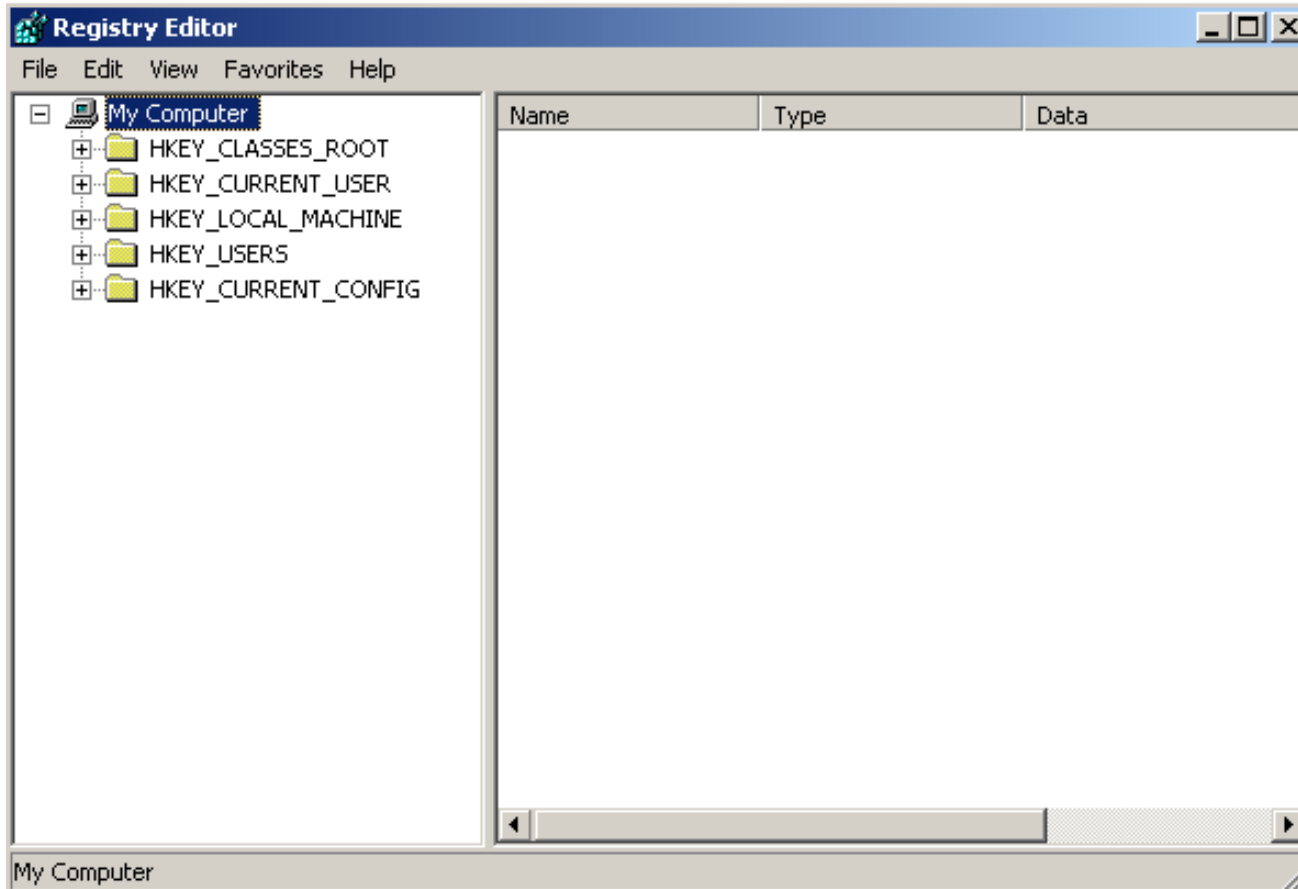 Registry Editor
File Edit View Favorites Help
My Computer
HKEY_CLASSES_ROOT
HKEY_CURRENT_USER
HKEY_LOCAL_MACHINE
HKEY_USERS
HKEY_CURRENT_CONFIG
Name Type Data
My Computer